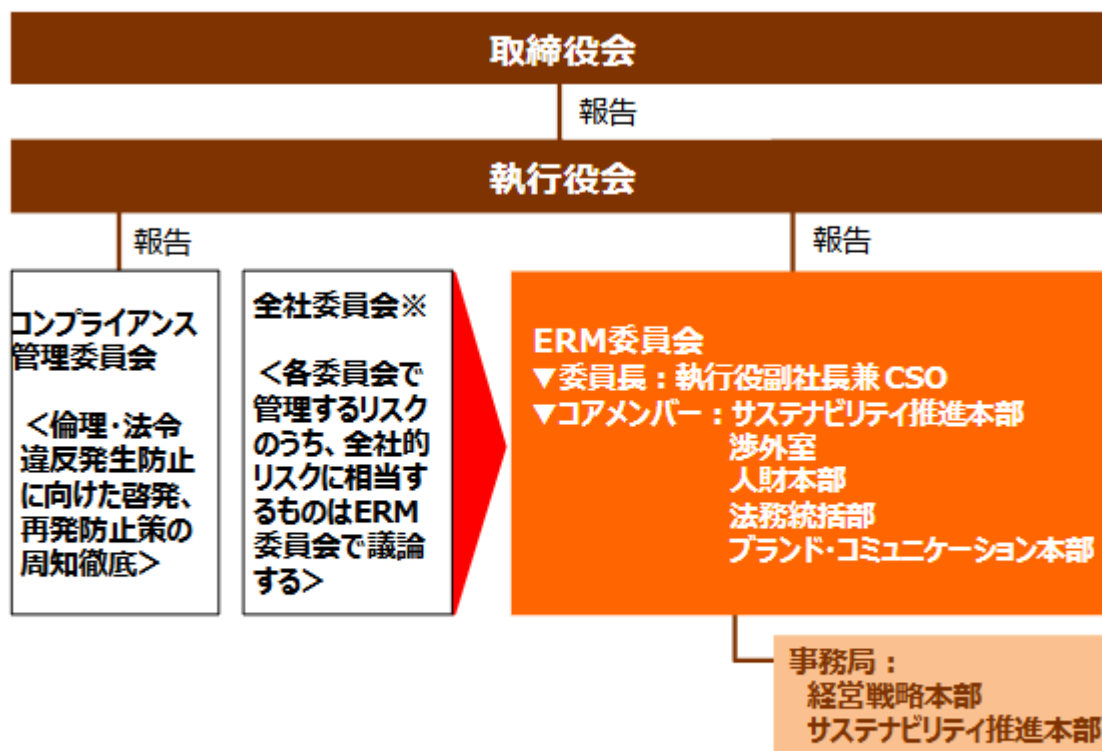 取締役会
報告
執行役会
報告
報告
コンプライアンス
管理委員会
＜倫理・法令
違反発生防止
に向けた啓発、
再発防止策の
周知徹底＞
全社委員会※
＜各委員会で
管理するリスク
のうち、全社的
リスクに相当す
るものはERM
委員会で議論
する＞
ERM委員会
▼委員長：執行役副社長兼 CSO
▼コアメンバー：サステナビリティ推進本部
渉外室
人財本部
法務統括部
ブランド・コミュニケーション本部
事務局：
経営戦略本部
サステナビリティ推進本部